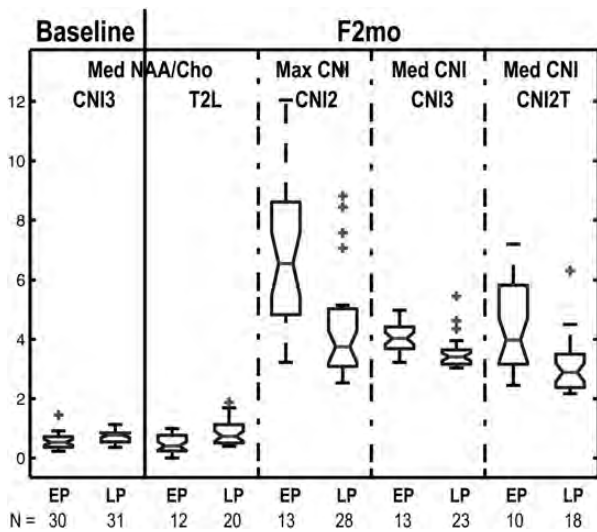 Baseline F2mo
Med NAA/Cho Max CNI Med CNI Med CNI
CNI3 T2L CNI2 CNI3 CNI2T
12
10
8
6
4
2
0
EP LP EP LP EP LP EP LP EP LP
N = 30 31 12 20 13 28 13 23 10 18